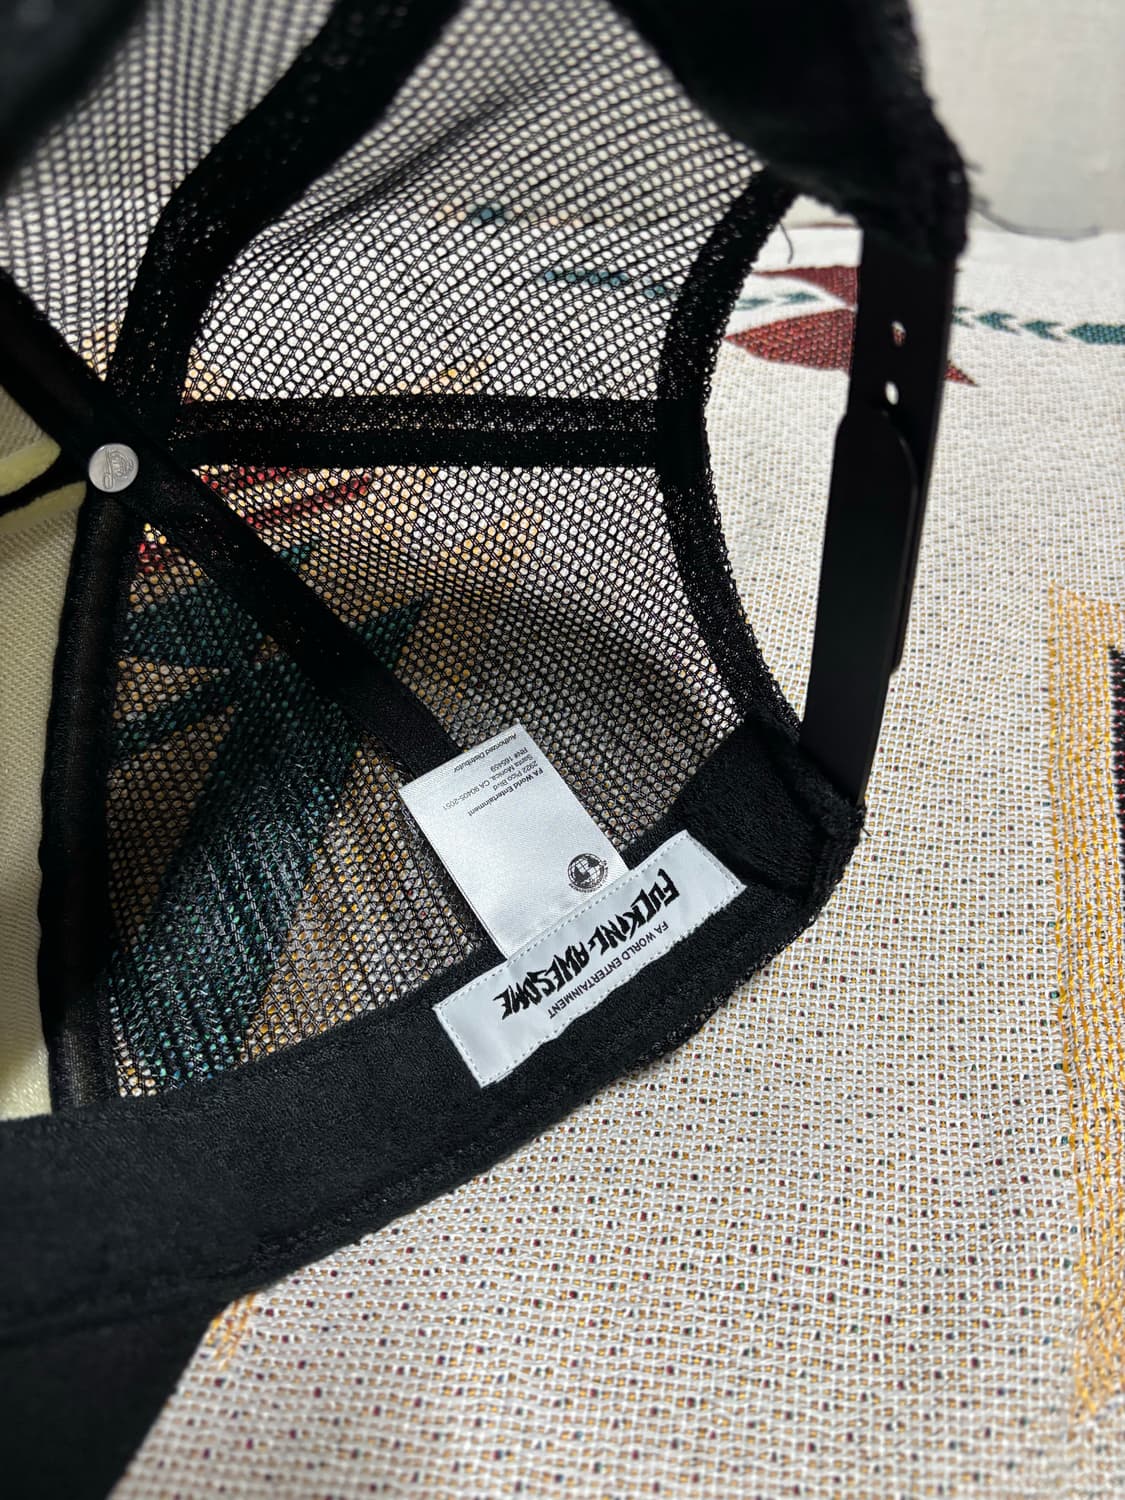 FA World Entertainment
2922 Pico Blvd
Santa Monica, CA 90405-2051
RN# 165459
Authorized Distributor
FUCKING AWESOME
FA WORLD ENTERTAINMENT